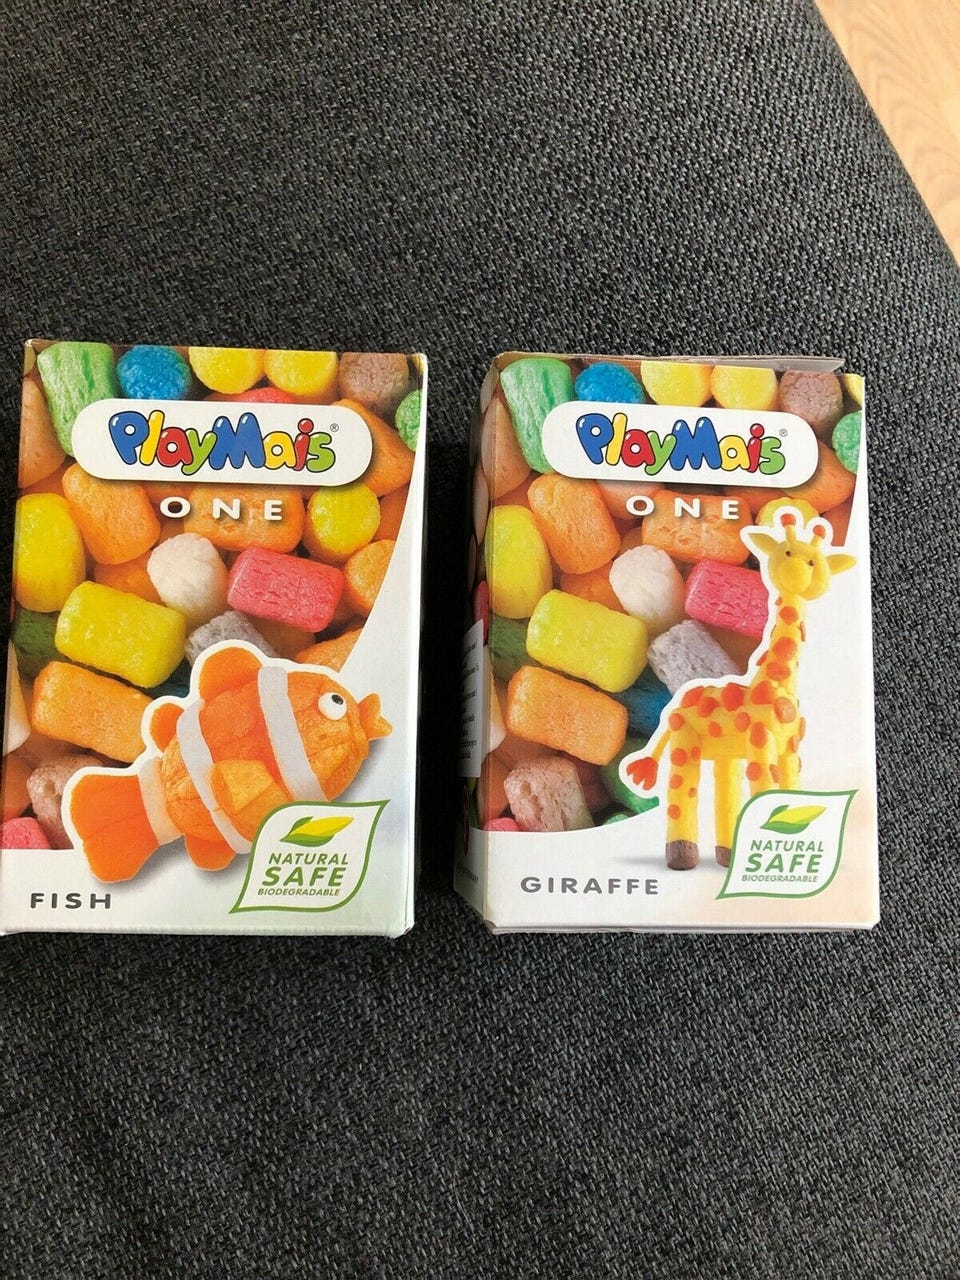 PlayMais®
ONE
NATURAL
SAFE
BIODEGRADABLE
FISH
PlayMais®
ONE
NATURAL
SAFE
BIODEGRADABLE
GIRAFFE